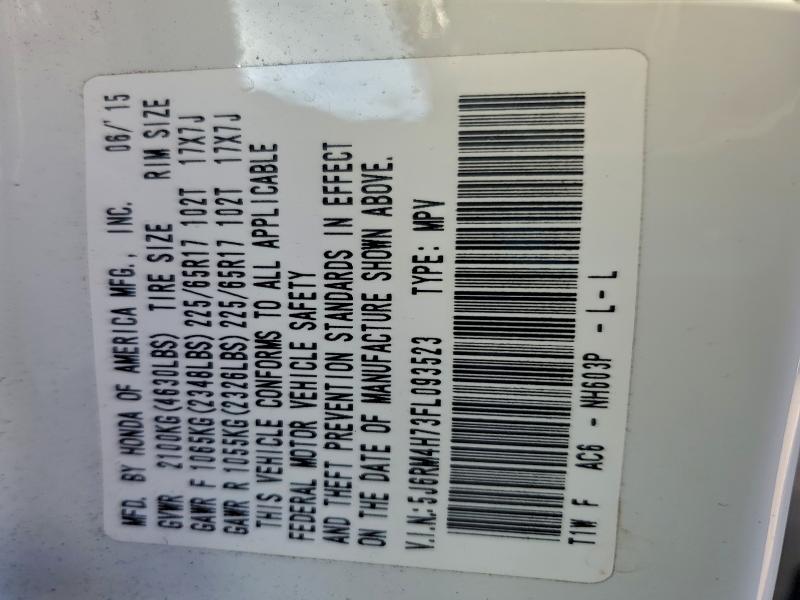 MFD. BY HONDA OF AMERICA MFG., INC. 06/'15
GVWR 2100KG(4630LBS) TIRE SIZE RIM SIZE
GAWR F 1065KG(2348LBS) 225/65R17 102T 17X7J
GAWR R 1055KG(2326LBS) 225/65R17 102T 17X7J
THIS VEHICLE CONFORMS TO ALL APPLICABLE
FEDERAL MOTOR VEHICLE SAFETY
AND THEFT PREVENTION STANDARDS IN EFFECT
ON THE DATE OF MANUFACTURE SHOWN ABOVE.
V.I.N.: 5J6RM4H73FL093523 TYPE: MPV
T1W F AC6 - NH603P - L - L